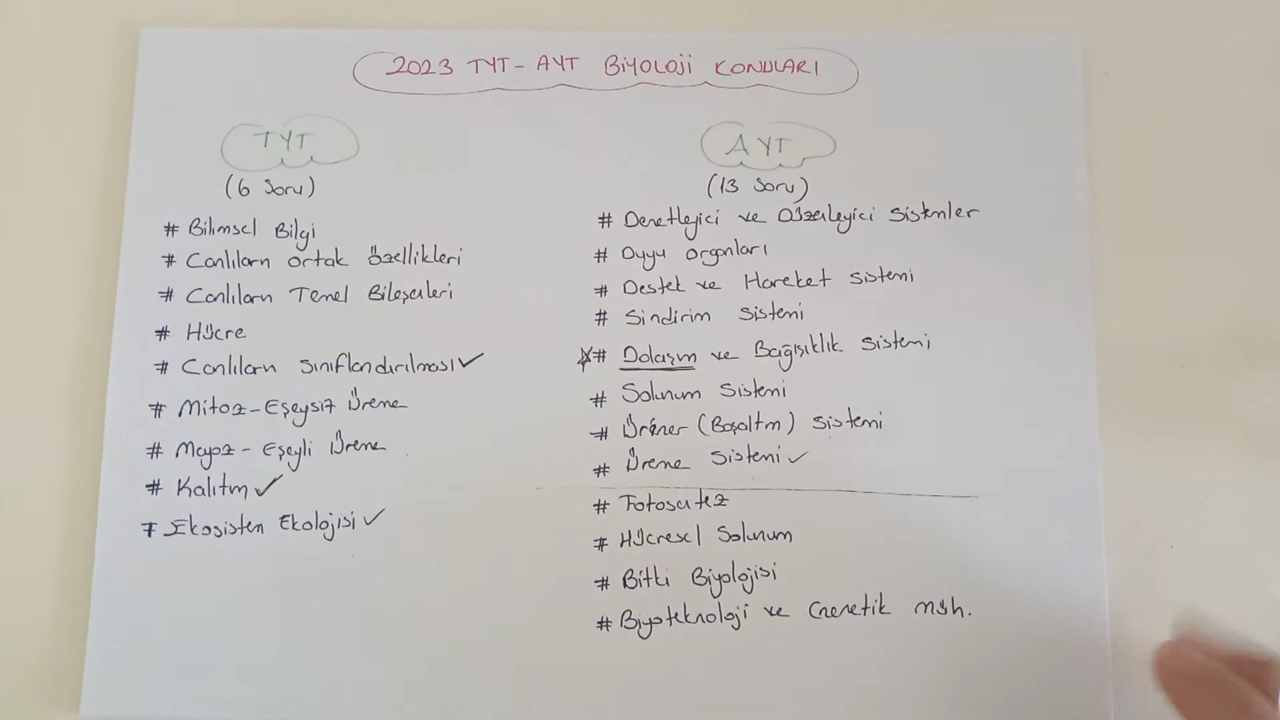 2023 TYT - AYT BİYOLOJİ KONULARI
TYT
(6 Soru)
# Bilimsel Bilgi
# Canlıların ortak özellikleri
# Canlıların Temel Bileşenleri
# Hücre
# Canlıların sınıflandırılması ✓
# Mitoz - Eşeysiz Üreme
# Mayoz - Eşeyli Üreme
# Kalıtım ✓
# Ekosistem Ekolojisi ✓
AYT
(13 Soru)
# Denetleyici ve Düzenleyici Sistemler
# Duyu organları
# Destek ve Hareket sistemi
# Sindirim sistemi
☆# Dolaşım ve Bağışıklık sistemi
# Solunum Sistemi
# Üriner (Boşaltım) sistemi
# Üreme Sistemi ✓
# Fotosentez
# Hücresel Solunum
# Bitki Biyolojisi
# Biyoteknoloji ve Genetik müh.